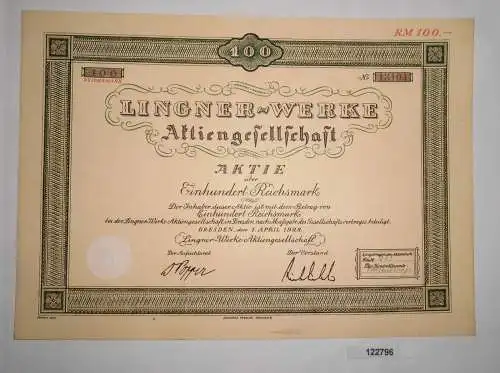 RM 100.—
100
100
REICHSMARK
№
LINGNER-WERKE
Aktiengesellschaft
AKTIE
über
Einhundert Reichsmark
Der Inhaber dieser Aktie ist mit dem Betrag von
Einhundert Reichsmark
bei der Lingner-Werke Aktiengesellschaft in Dresden nach Maßgabe des Gesellschaftsvertrags beteiligt.
DRESDEN, den 1. APRIL 1928
Lingner-Werke Aktiengesellschaft
Der Aufsichtsrat Der Vorstand
122796